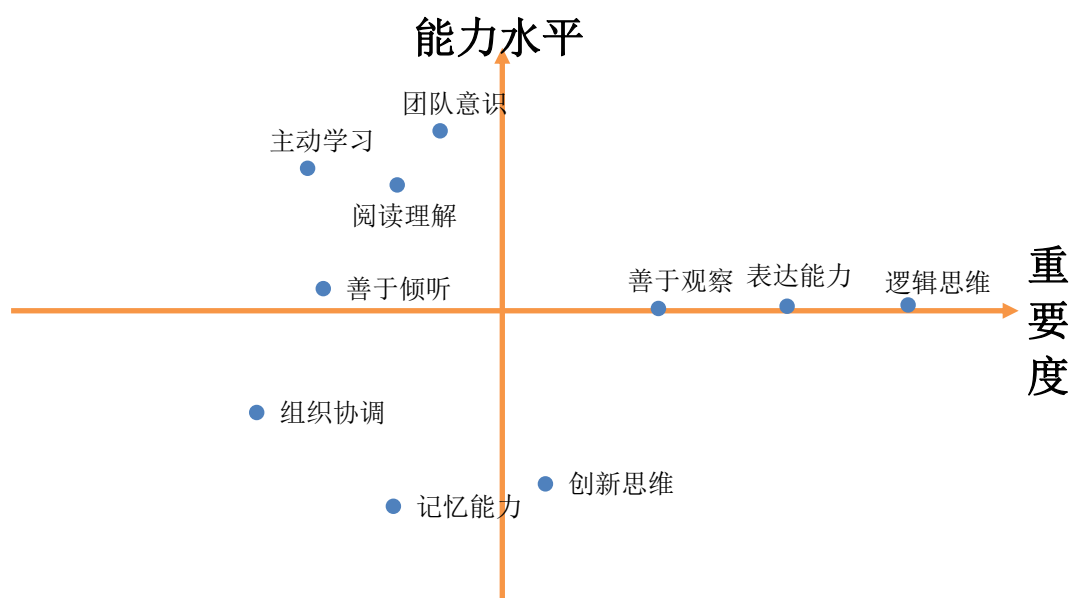 能力水平
团队意识
主动学习
阅读理解
善于倾听
善于观察
表达能力
逻辑思维
重要度
组织协调
创新思维
记忆能力